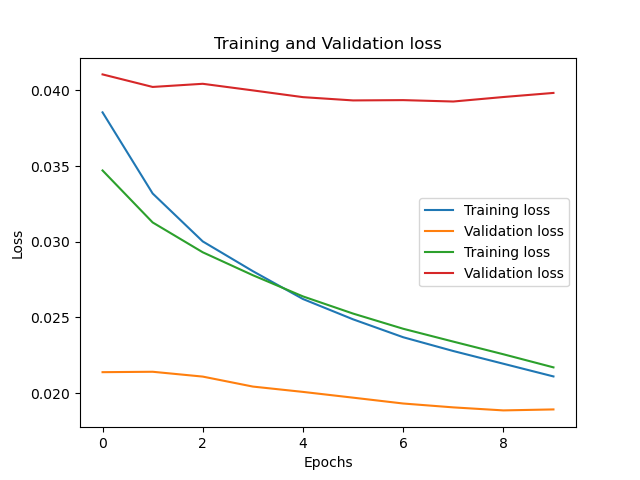 Training and Validation loss
0.040
0.035
0.030
0.025
0.020
Loss
Training loss
Validation loss
Training loss
Validation loss
0 2 4 6 8
Epochs